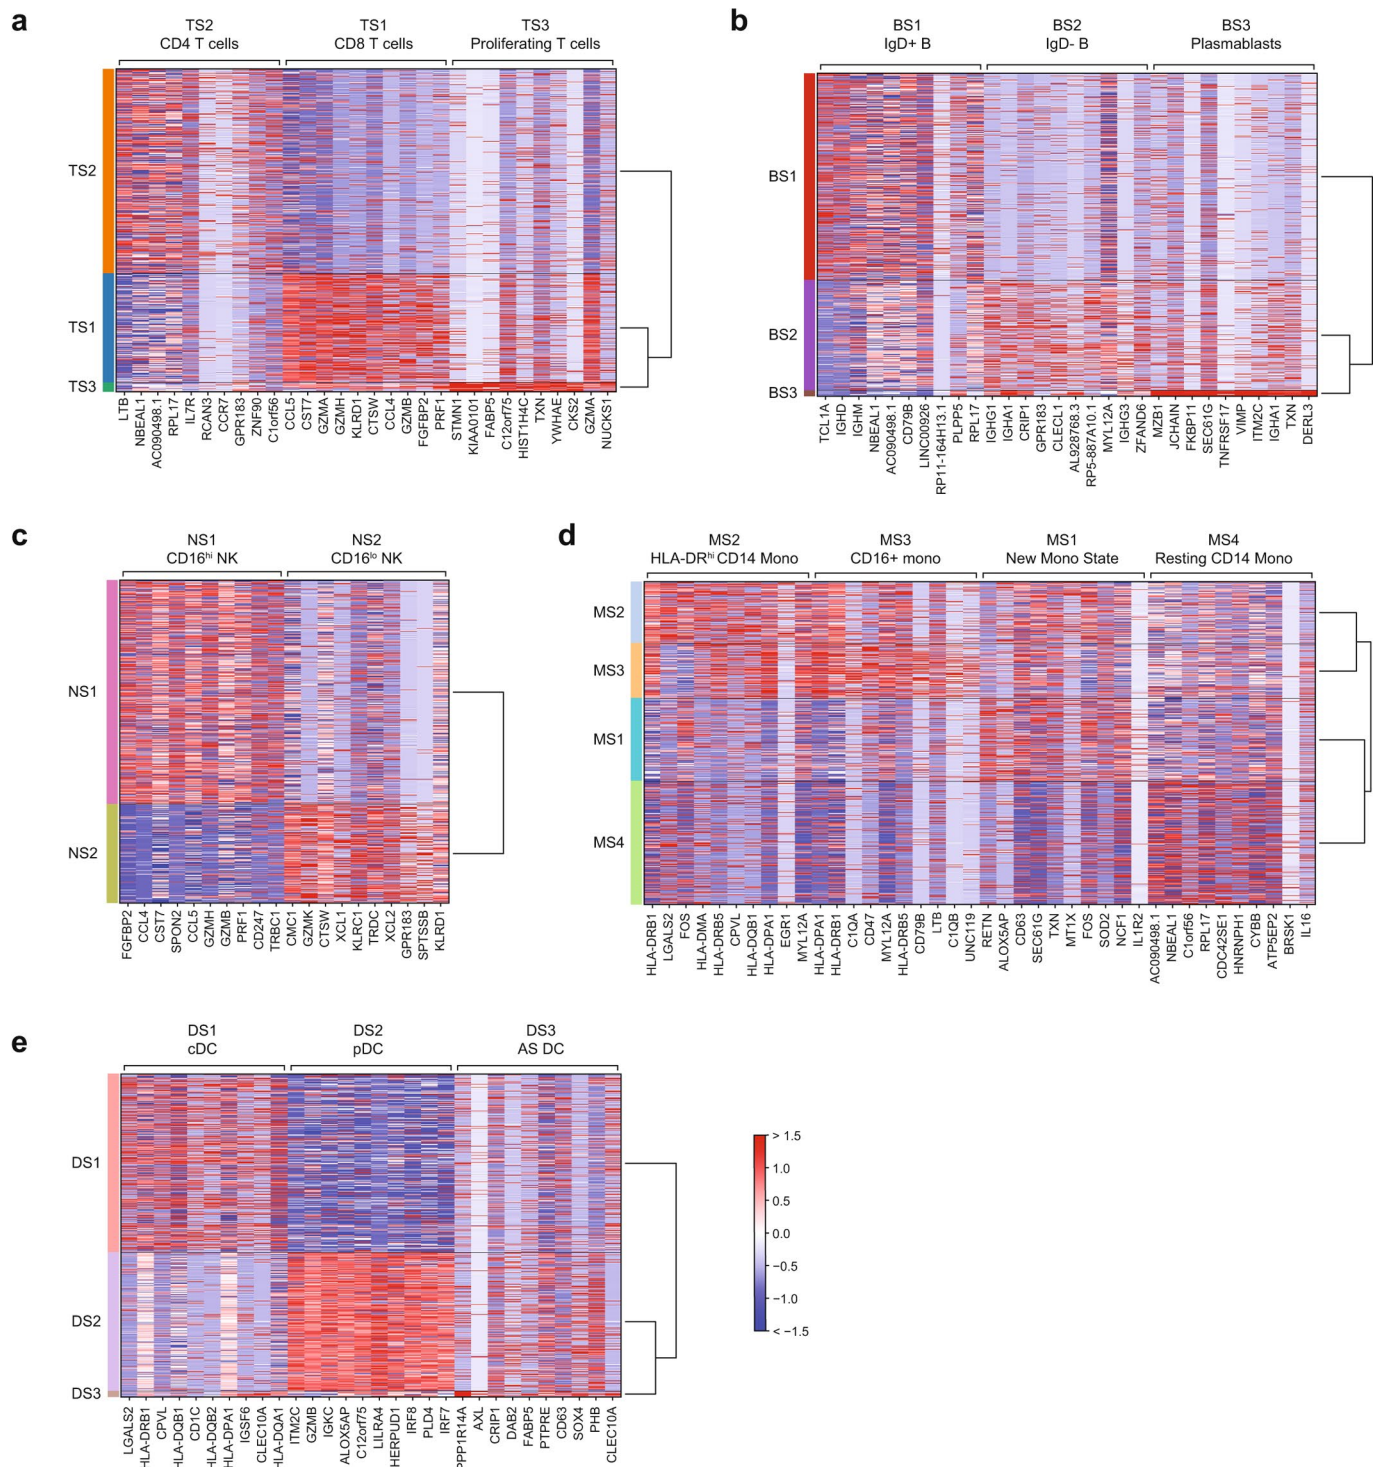 a
TS2
CD4 T cells
TS1
CD8 T cells
TS3
Proliferating T cells
TS2
TS1
TS3
LTB
NBEAL1
AC090498.1
RPL17
IL7R
RCAN3
CCR7
GPR183
ZNF90
C1orf56
CCL5
CST7
GZMA
GZMH
KLRD1
CTSW
CCL4
GZMB
FGFBP2
PRF1
STMN1
KIAA0101
FABP5
C12orf75
HIST1H4C
TXN
YWHAE
CKS2
GZMA
NUCKS1
b
BS1
IgD+ B
BS2
IgD- B
BS3
Plasmablasts
BS1
BS2
BS3
TCL1A
IGHD
IGHM
NBEAL1
AC090498.1
CD79B
LINC00926
RP11-164H13.1
PLPP5
RPL17
IGHG1
IGHA1
CRIP1
GPR183
CLECL1
AL928768.3
RP5-887A10.1
MYL12A
IGHG3
ZFAND6
MZB1
JCHAIN
FKBP11
SEC61G
TNFRSF17
VIMP
ITM2C
IGHA1
TXN
DERL3
c
NS1
CD16hi NK
NS2
CD16lo NK
NS1
NS2
FGFBP2
CCL4
CST7
SPON2
CCL5
GZMH
GZMB
PRF1
CD247
TRBC1
CMC1
GZMK
CTSW
XCL1
KLRC1
TRDC
XCL2
GPR183
SPTSSB
KLRD1
d
MS2
HLA-DRhi CD14 Mono
MS3
CD16+ mono
MS1
New Mono State
MS4
Resting CD14 Mono
MS2
MS3
MS1
MS4
HLA-DRB1
LGALS2
FOS
HLA-DMA
HLA-DRB5
CPVL
HLA-DQB1
HLA-DPA1
EGR1
MYL12A
HLA-DPA1
HLA-DRB1
C1QA
CD47
MYL12A
HLA-DRB5
CD79B
LTB
C1QB
UNC119
RETN
ALOX5AP
CD63
SEC61G
TXN
MT1X
FOS
SOD2
NCF1
IL1R2
AC090498.1
NBEAL1
C1orf56
RPL17
CDC42SE1
HNRNPH1
CYBB
ATP5EP2
BRSK1
IL16
e
DS1
cDC
DS2
pDC
DS3
AS DC
DS1
DS2
DS3
LGALS2
HLA-DRB1
CPVL
HLA-DQB1
CD1C
HLA-DQB2
HLA-DPA1
IGSF6
CLEC10A
HLA-DQA1
ITM2C
GZMB
IGKC
ALOX5AP
C12orf75
LILRA4
HERPUD1
IRF8
PLD4
IRF7
PPP1R14A
AXL
CRIP1
DAB2
FABP5
PTPRE
CD63
SOX4
PHB
CLEC10A
> 1.5
1.0
0.5
0.0
−0.5
−1.0
< −1.5